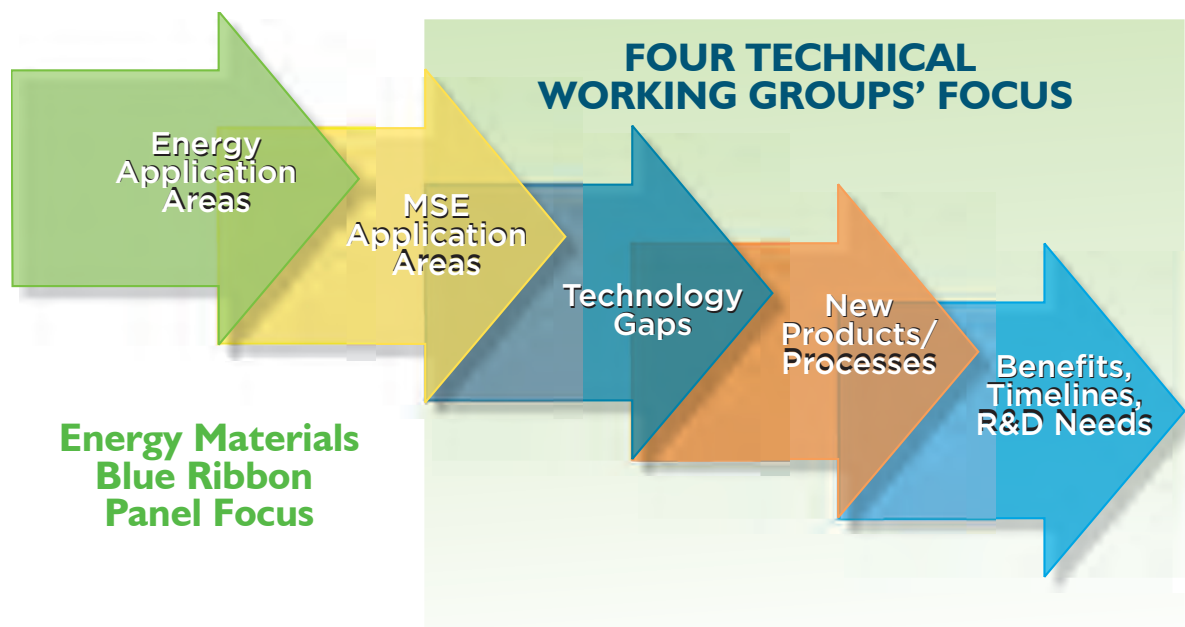 FOUR TECHNICAL
WORKING GROUPS’ FOCUS
Energy
Application
Areas
MSE
Application
Areas
Technology
Gaps
New
Products/
Processes
Benefits,
Timelines,
R&D Needs
Energy Materials
Blue Ribbon
Panel Focus